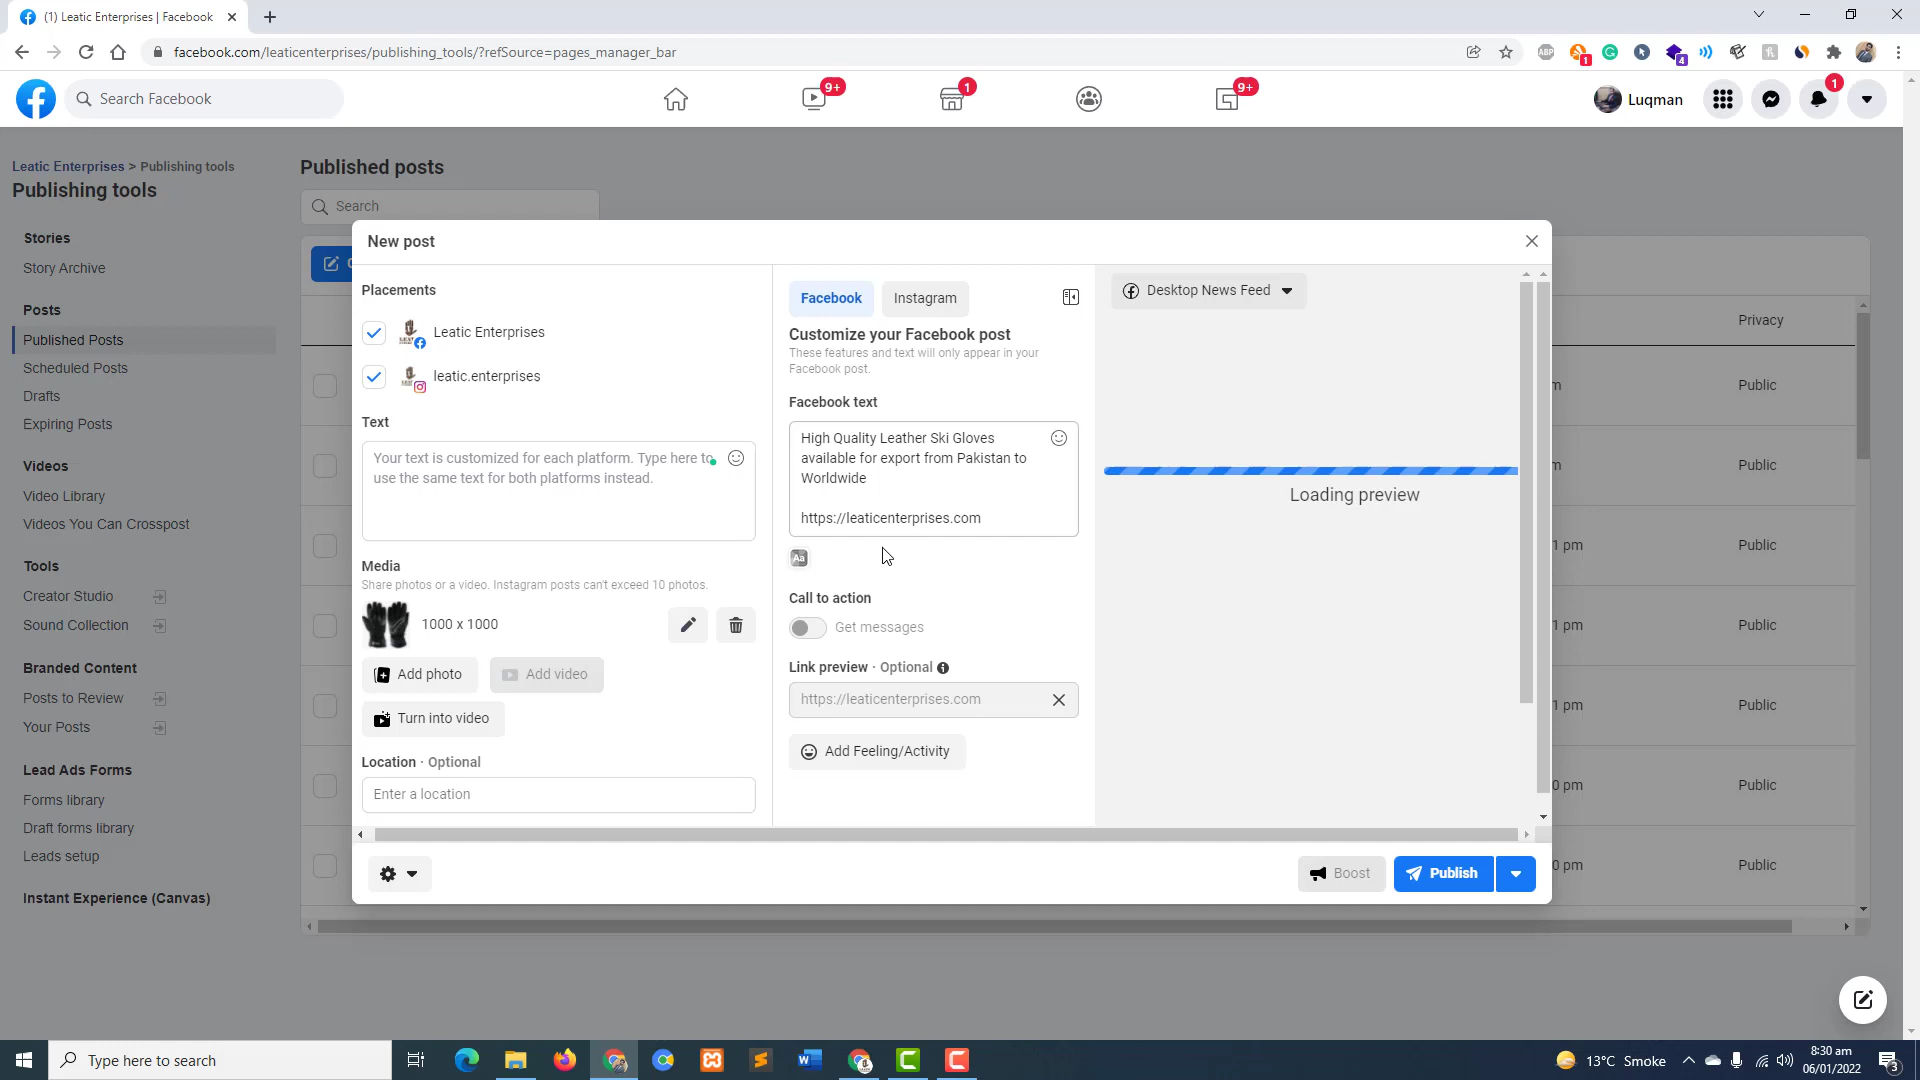 (1) Leatic Enterprises | Facebook
facebook.com/leaticenterprises/publishing_tools/?refSource=pages_manager_bar
ABP
1
4
Search Facebook
9+
1
9+
Luqman
1
Leatic Enterprises > Publishing tools
Publishing tools
Stories
Story Archive
Posts
Published Posts
Scheduled Posts
Drafts
Expiring Posts
Videos
Video Library
Videos You Can Crosspost
Tools
Creator Studio
Sound Collection
Branded Content
Posts to Review
Your Posts
Lead Ads Forms
Forms library
Draft forms library
Leads setup
Instant Experience (Canvas)
Published posts
Search
Privacy
Public
Public
1 pm
Public
1 pm
Public
1 pm
Public
0 pm
Public
0 pm
Public
New post
Placements
Leatic Enterprises
leatic.enterprises
Text
Your text is customized for each platform. Type here to
use the same text for both platforms instead.
Media
Share photos or a video. Instagram posts can't exceed 10 photos.
1000 x 1000
Add photo
Add video
Turn into video
Location · Optional
Enter a location
Facebook
Instagram
Customize your Facebook post
These features and text will only appear in your
Facebook post.
Facebook text
High Quality Leather Ski Gloves
available for export from Pakistan to
Worldwide
https://leaticenterprises.com
Aa
Call to action
Get messages
Link preview · Optional
https://leaticenterprises.com
Add Feeling/Activity
Desktop News Feed
Loading preview
Boost
Publish
Type here to search
13°C Smoke
8:30 am
06/01/2022
3